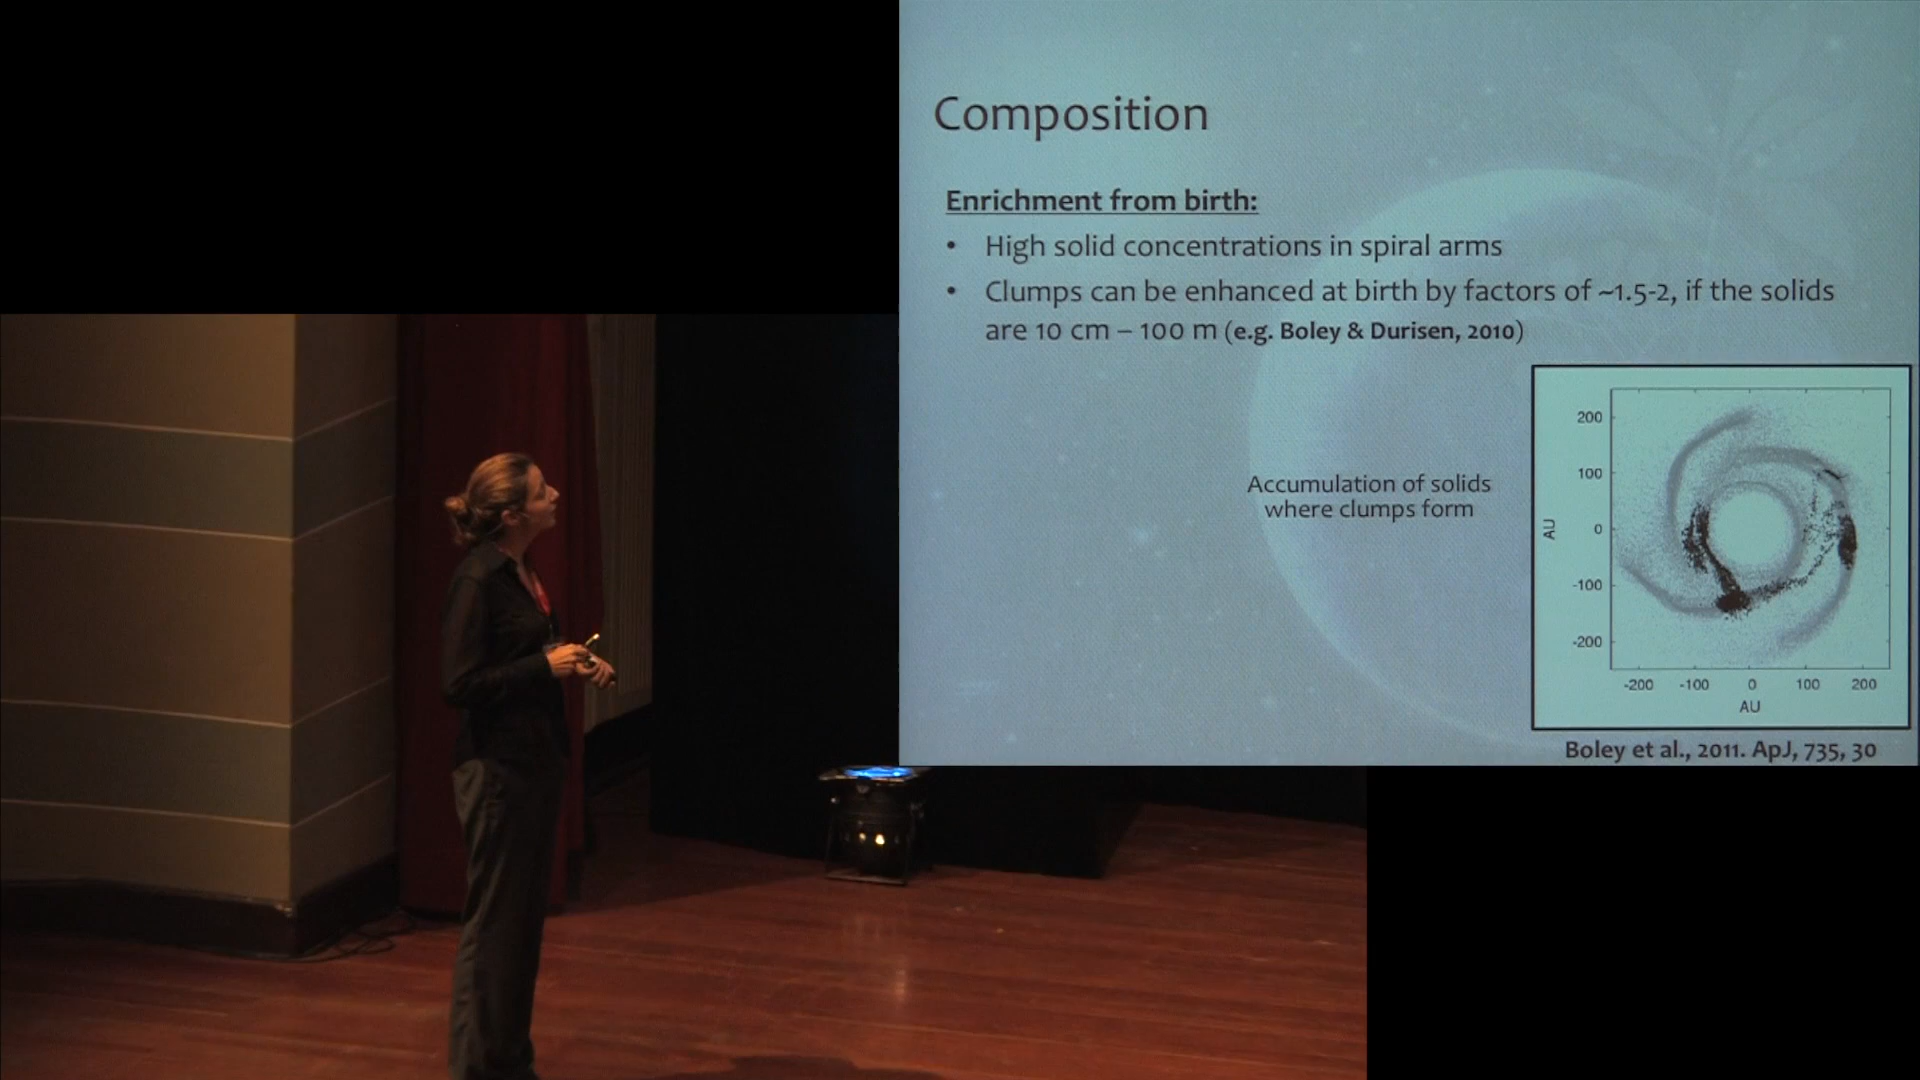 Composition
Enrichment from birth:
• High solid concentrations in spiral arms
• Clumps can be enhanced at birth by factors of ~1.5-2, if the solids
are 10 cm – 100 m (e.g. Boley & Durisen, 2010)
Accumulation of solids
where clumps form
200
100
0
-100
-200
AU
-200 -100 0 100 200
AU
Boley et al., 2011. ApJ, 735, 30